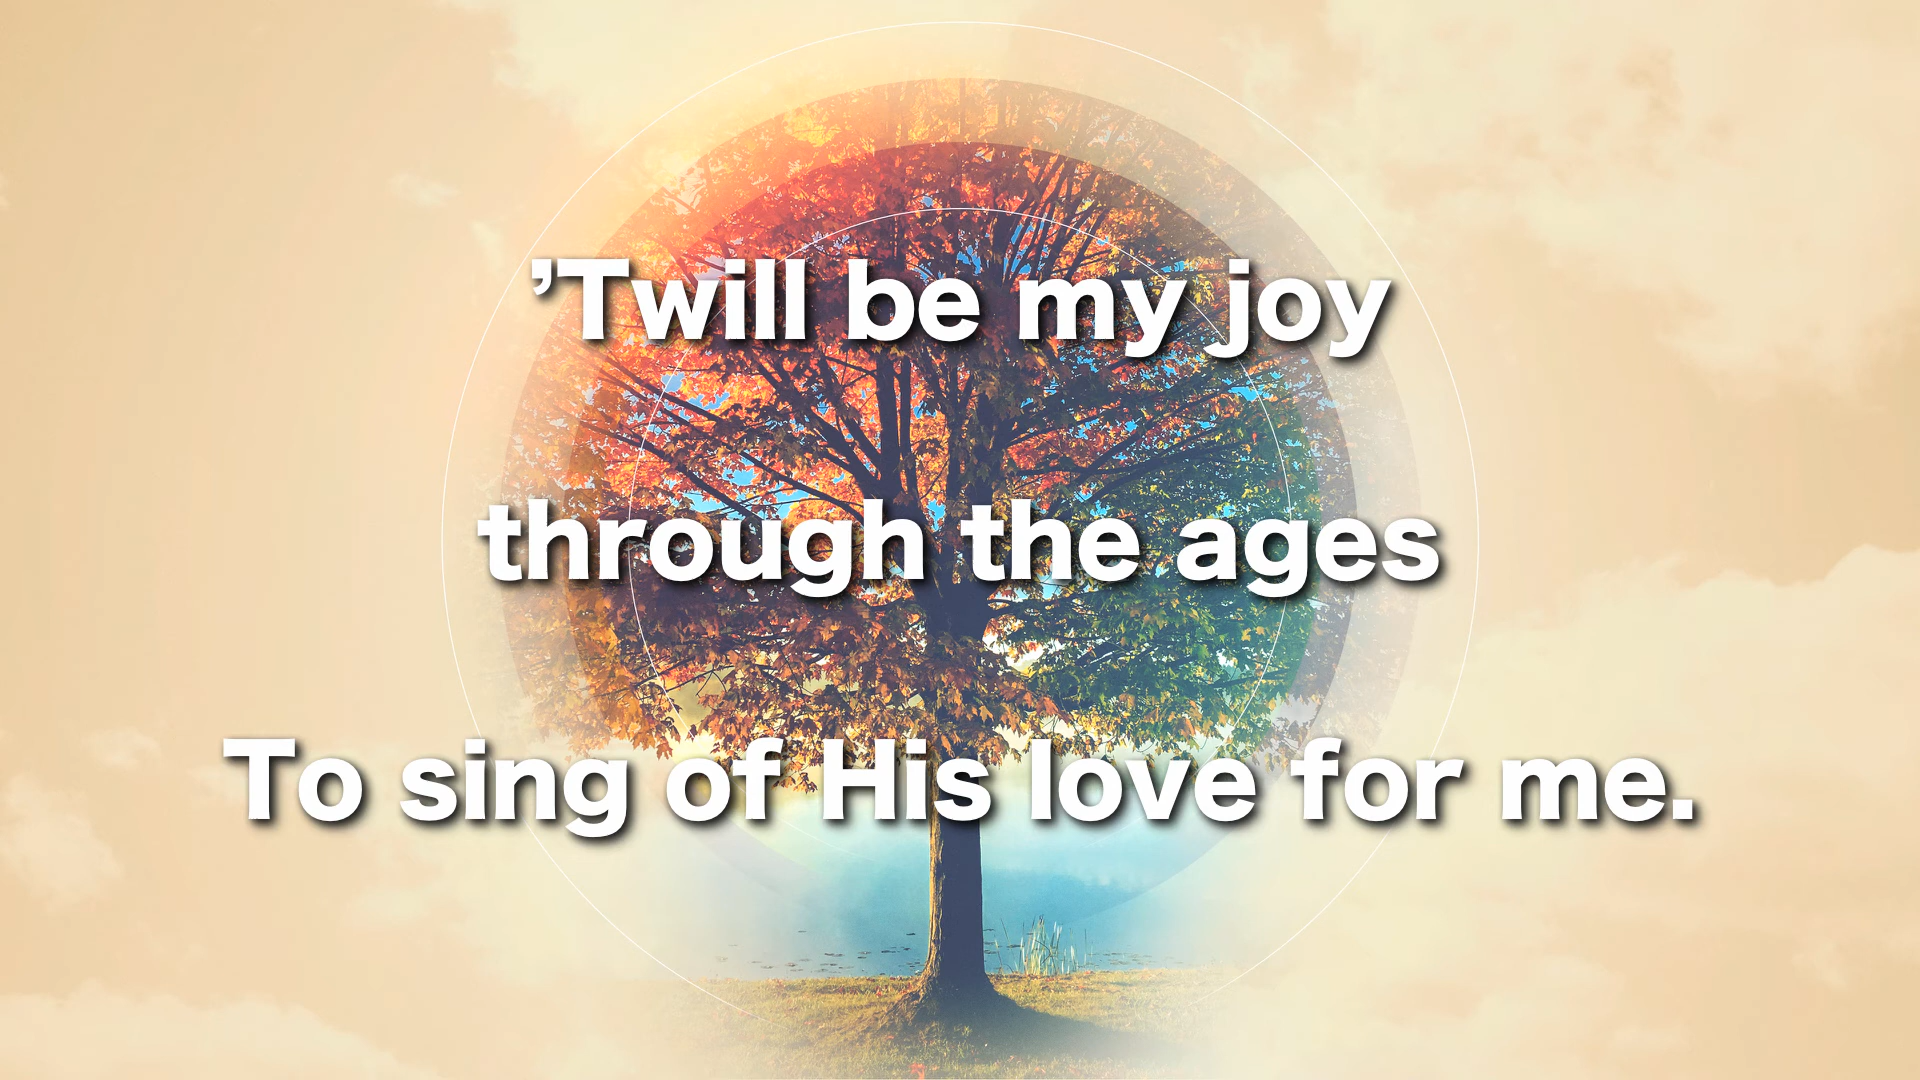 ’Twill be my joy
through the ages
To sing of His love for me.